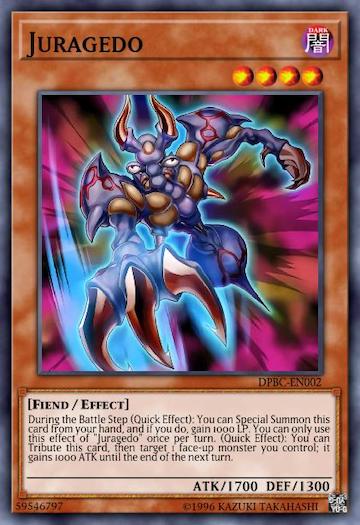 JURAGEDO
DARK
闇
DPBC-EN002
[FIEND / EFFECT]
During the Battle Step (Quick Effect): You can Special Summon this
card from your hand, and if you do, gain 1000 LP. You can only use
this effect of "Juragedo" once per turn. (Quick Effect): You can
Tribute this card, then target 1 face-up monster you control; it
gains 1000 ATK until the end of the next turn.
ATK/1700 DEF/1300
59546797
©1996 KAZUKI TAKAHASHI